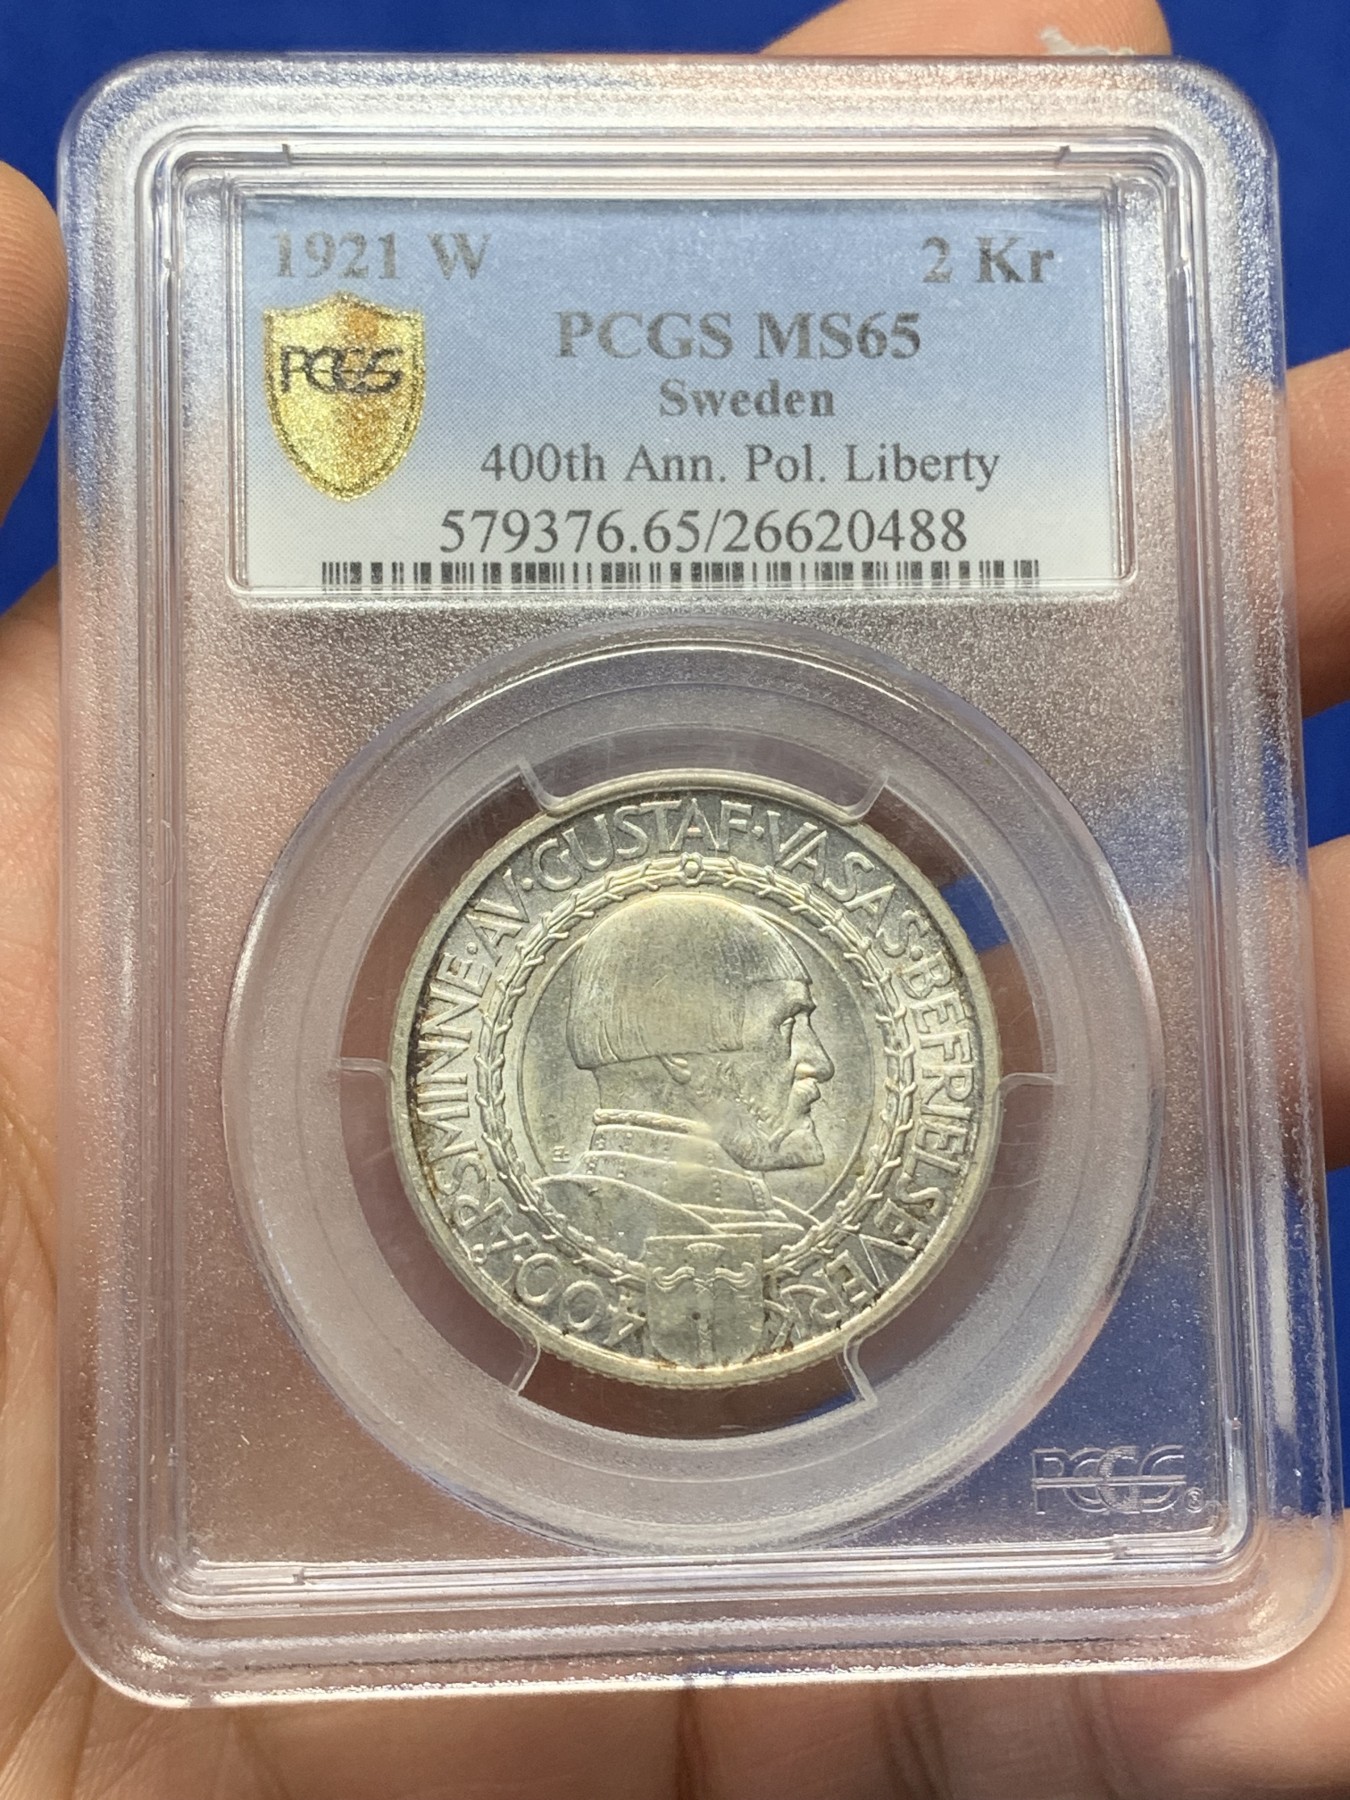 1921 W 2 Kr
PCGS MS65
PCGS
Sweden
400th Ann. Pol. Liberty
579376.65/26620488
400·ÅRSMINNE·AV·GUSTAF·VASAS·BEFRIELSEVERK
EL
PCGS®